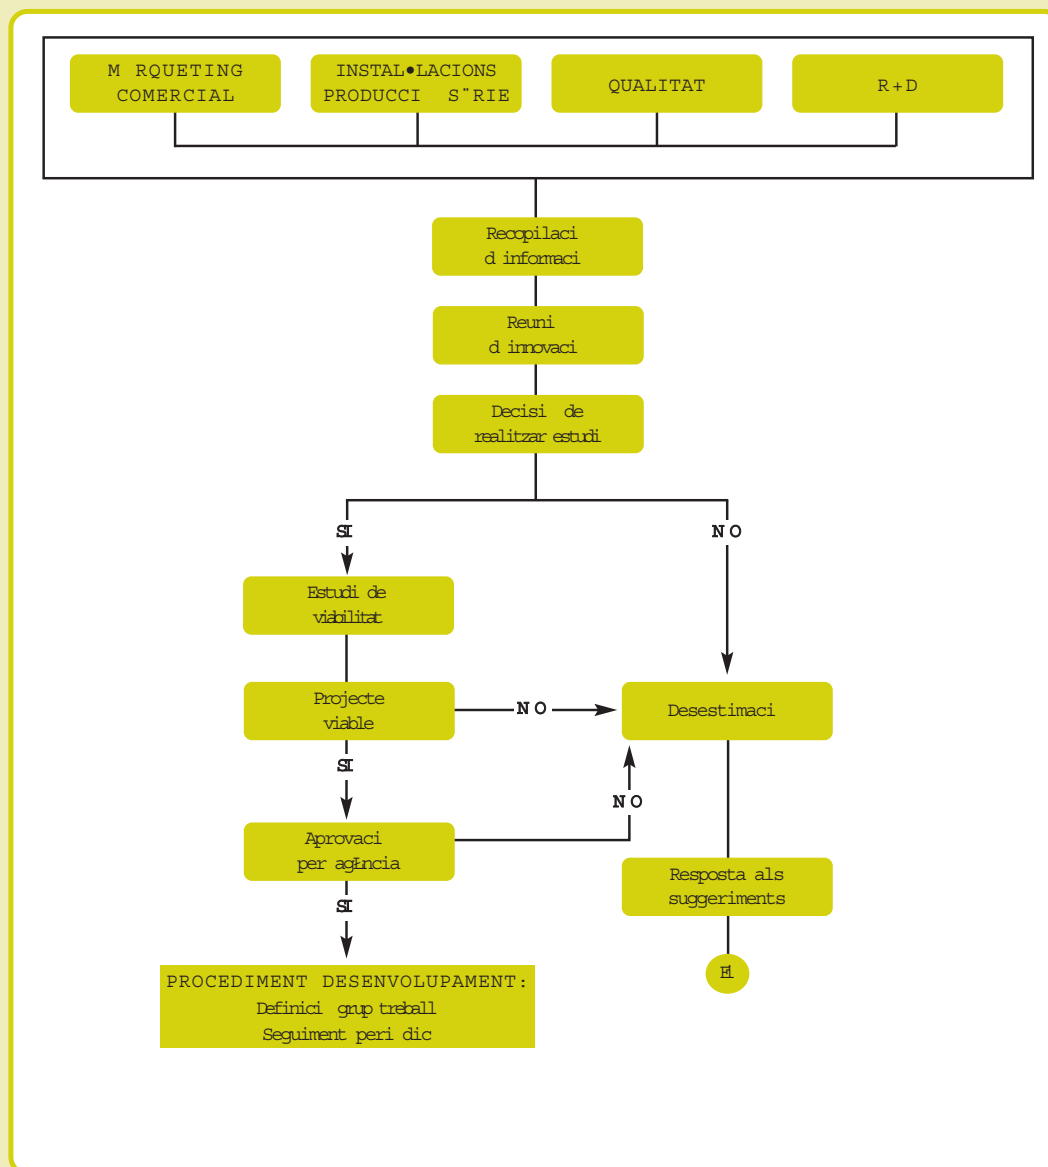 M RQUETING
COMERCIAL
INSTAL•LACIONS
PRODUCCI S¨RIE
QUALITAT
R+D
Recopilaci
d informaci
Reuni
d innovaci
Decisi de
realitzar estudi
SI
NO
Estudi de
viabilitat
Projecte
viable
NO
Desestimaci
SI
NO
Aprovaci
per agŁncia
Resposta als
suggeriments
SI
PROCEDIMENT DESENVOLUPAMENT:
Definici grup treball
Seguiment peri dic